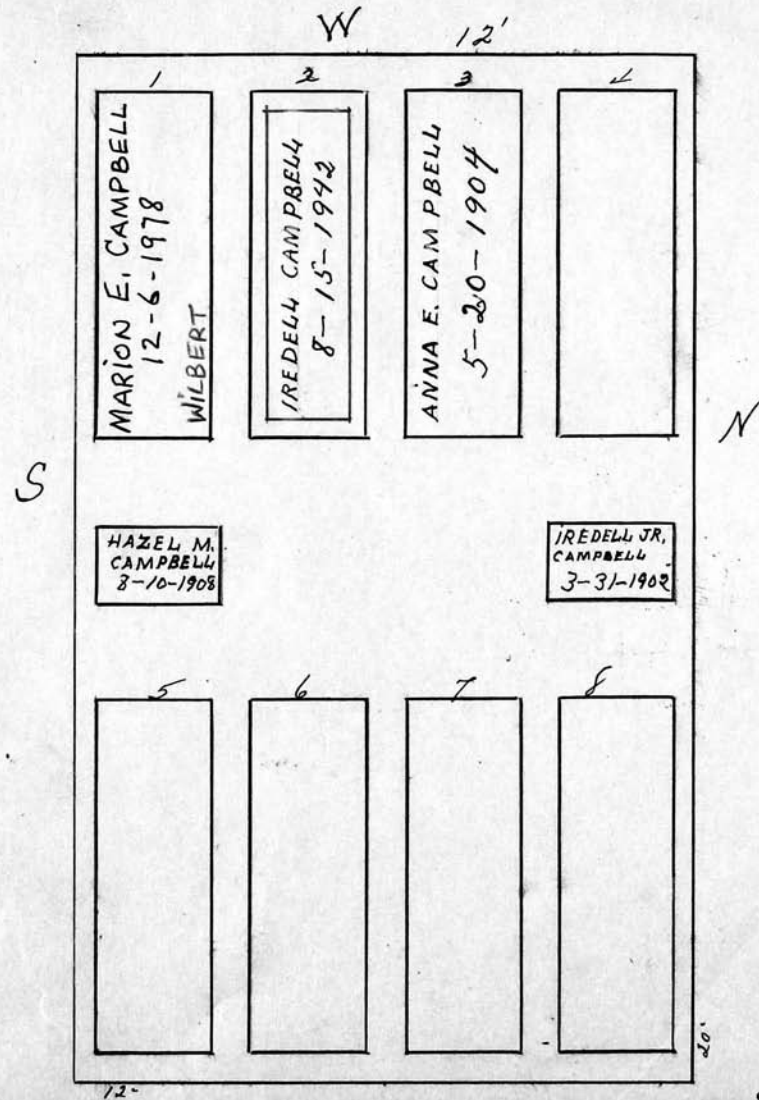 W 12'
1 2 3 4
MARION E. CAMPBELL
12-6-1978
WILBERT
IREDELL CAMPBELL
8-15-1942
ANNA E. CAMPBELL
5-20-1904
S
N
HAZEL M.
CAMPBELL
8-10-1908
IREDELL JR,
CAMPBELL
3-31-1902
5 6 7 8
20'
12-